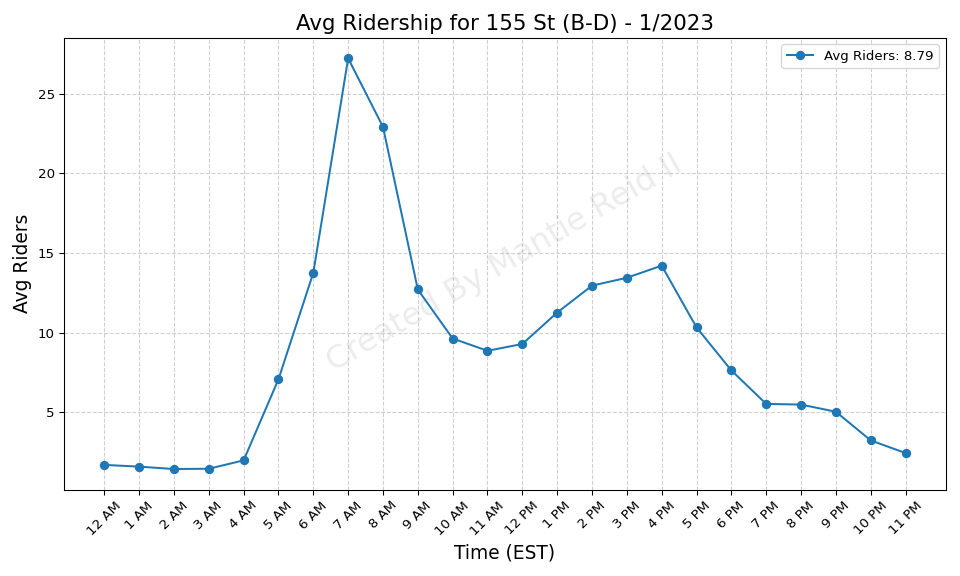 Avg Ridership for 155 St (B-D) - 1/2023
Avg Riders: 8.79
25
20
15
10
5
Avg Riders
Created By Mantie Reid II
12 AM
1 AM
2 AM
3 AM
4 AM
5 AM
6 AM
7 AM
8 AM
9 AM
10 AM
11 AM
12 PM
1 PM
2 PM
3 PM
4 PM
5 PM
6 PM
7 PM
8 PM
9 PM
10 PM
11 PM
Time (EST)